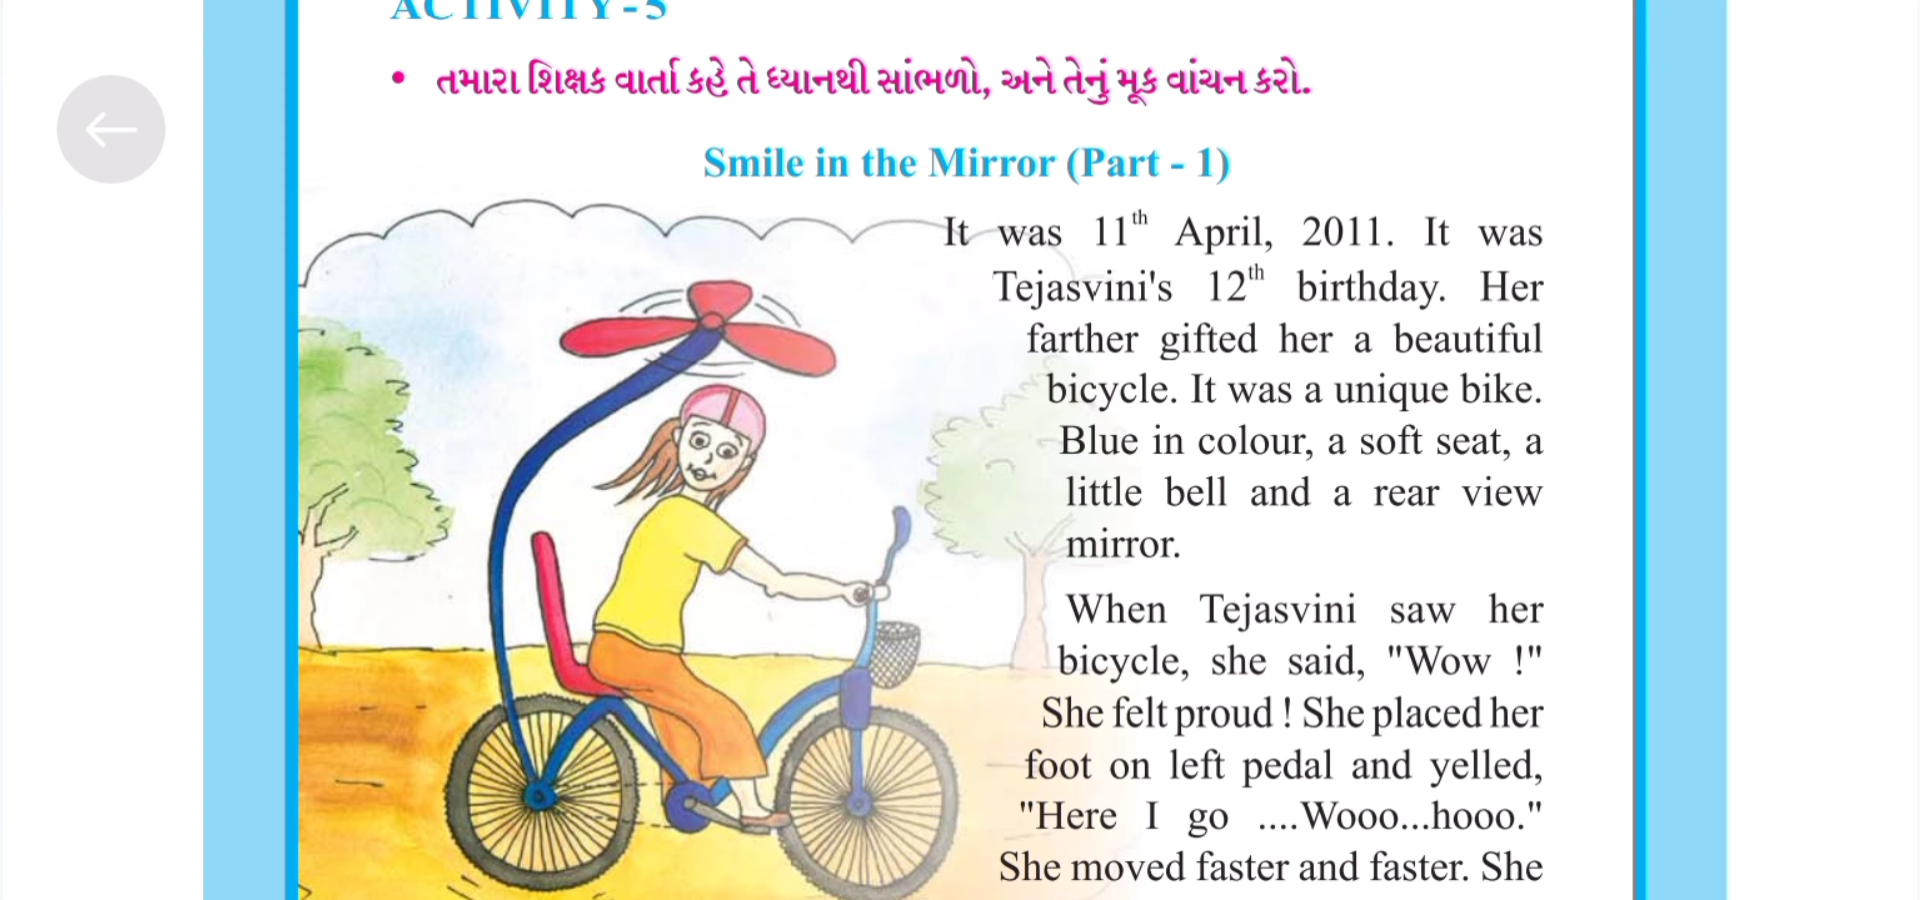 ACTIVITY - 5
• તમારા શિક્ષક વાર્તા કહે તે ધ્યાનથી સાંભળો, અને તેનું મૂક વાંચન કરો.
Smile in the Mirror (Part - 1)
It was 11th April, 2011. It was
Tejasvini's 12th birthday. Her
farther gifted her a beautiful
bicycle. It was a unique bike.
Blue in colour, a soft seat, a
little bell and a rear view
mirror.
When Tejasvini saw her
bicycle, she said, "Wow !"
She felt proud ! She placed her
foot on left pedal and yelled,
"Here I go ....Wooo...hooo."
She moved faster and faster. She